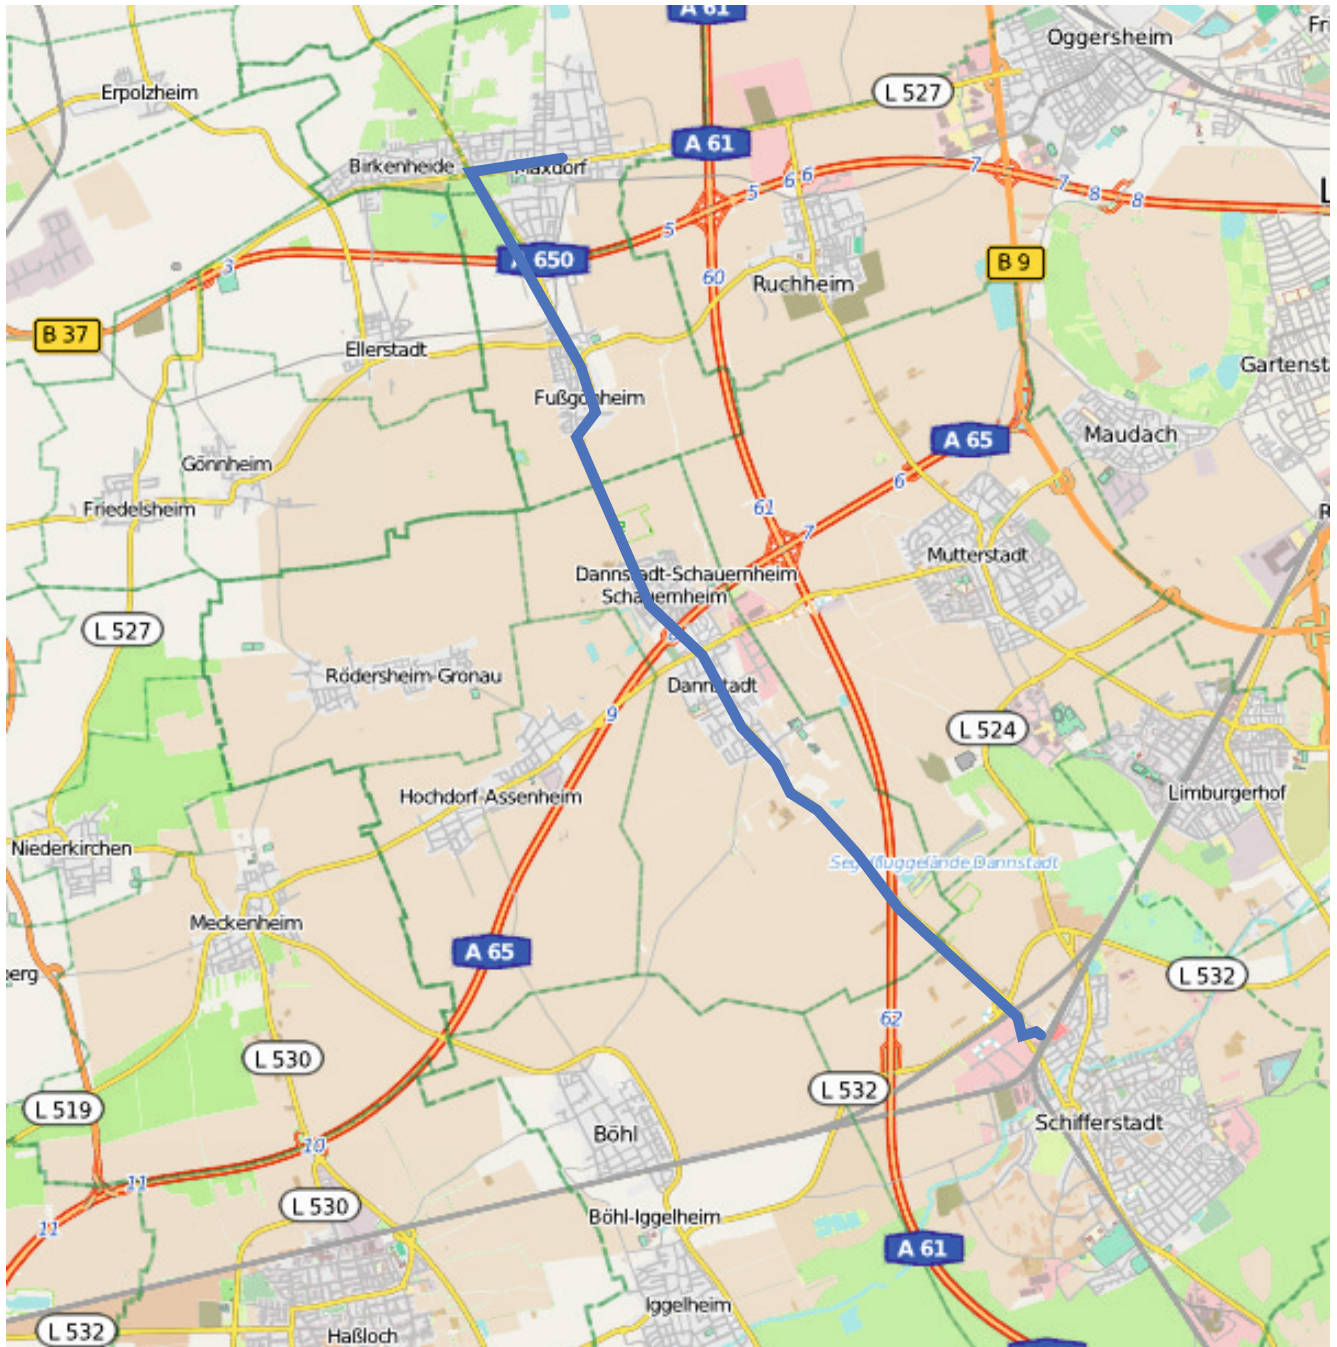 A 61
Oggersheim
Erpolzheim
L 527
A 61
Birkenheide
Maxdorf
6
6
7
7
8
8
5
5
A 650
3
60
Ruchheim
B 9
B 37
Ellerstadt
Gartenst
Fußgönheim
Maudach
A 65
Gönnheim
6
Friedelsheim
61
7
Mutterstadt
Dannstadt-Schauernheim
Schauernheim
L 527
Rödersheim-Gronau
Dannstadt
9
L 524
Hochdorf-Assenheim
Limburgerhof
Niederkirchen
Segelfluggelände Dannstadt
Meckenheim
A 65
berg
L 532
62
L 530
L 532
L 519
Schifferstadt
Böhl
10
11
L 530
11
Böhl-Iggelheim
A 61
Iggelheim
L 532
Haßloch